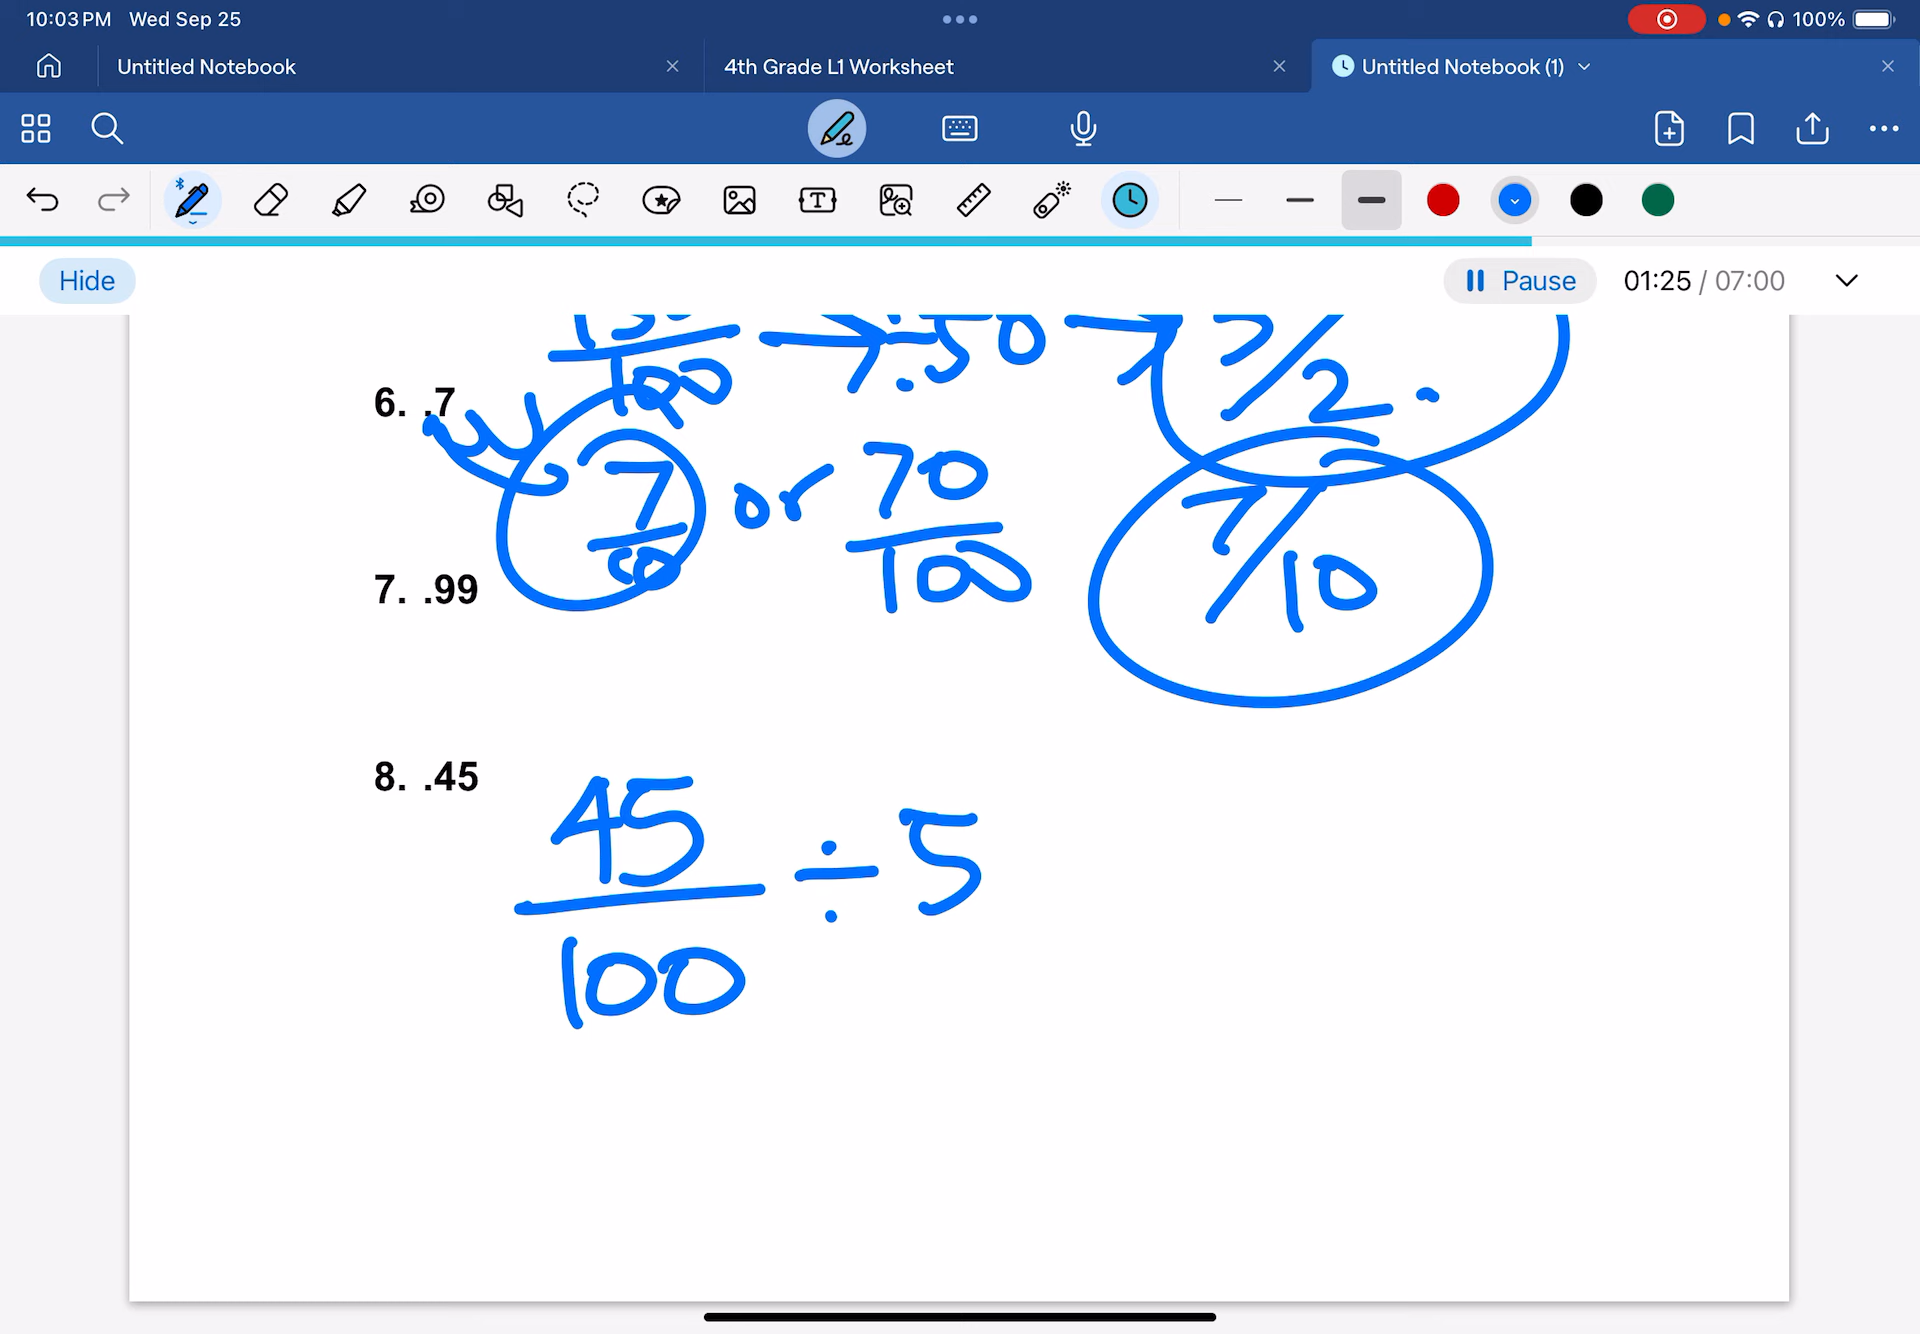 10:03 PM Wed Sep 25 100%
Untitled Notebook 4th Grade L1 Worksheet Untitled Notebook (1)
T
Hide Pause 01:25 / 07:00
100 .50 3/2.
6. .7
7/10 or 70/100 7/10
7. .99
8. .45
45/100 ÷ 5